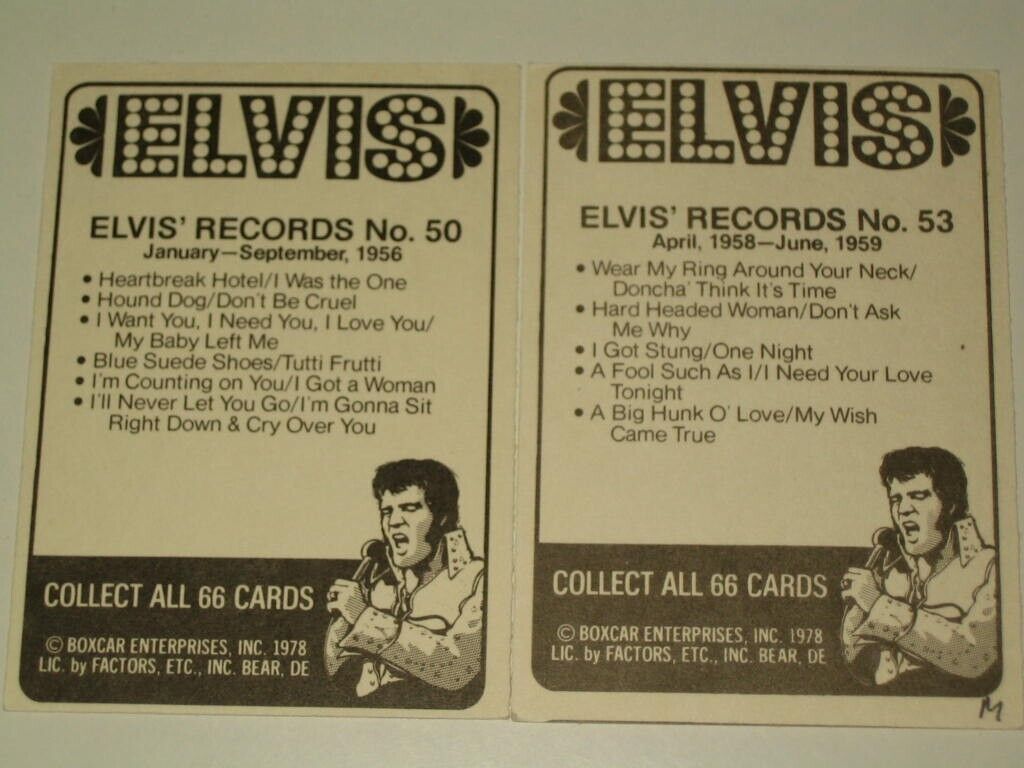 ELVIS
ELVIS' RECORDS No. 50
January—September, 1956
• Heartbreak Hotel/I Was the One
• Hound Dog/Don't Be Cruel
• I Want You, I Need You, I Love You/
My Baby Left Me
• Blue Suede Shoes/Tutti Frutti
• I'm Counting on You/I Got a Woman
• I'll Never Let You Go/I'm Gonna Sit
Right Down & Cry Over You
COLLECT ALL 66 CARDS
© BOXCAR ENTERPRISES, INC. 1978
LIC. by FACTORS, ETC., INC. BEAR, DE
ELVIS
ELVIS' RECORDS No. 53
April, 1958—June, 1959
• Wear My Ring Around Your Neck/
Doncha' Think It's Time
• Hard Headed Woman/Don't Ask
Me Why
• I Got Stung/One Night
• A Fool Such As I/I Need Your Love
Tonight
• A Big Hunk O' Love/My Wish
Came True
COLLECT ALL 66 CARDS
© BOXCAR ENTERPRISES, INC. 1978
LIC. by FACTORS, ETC., INC. BEAR, DE
M